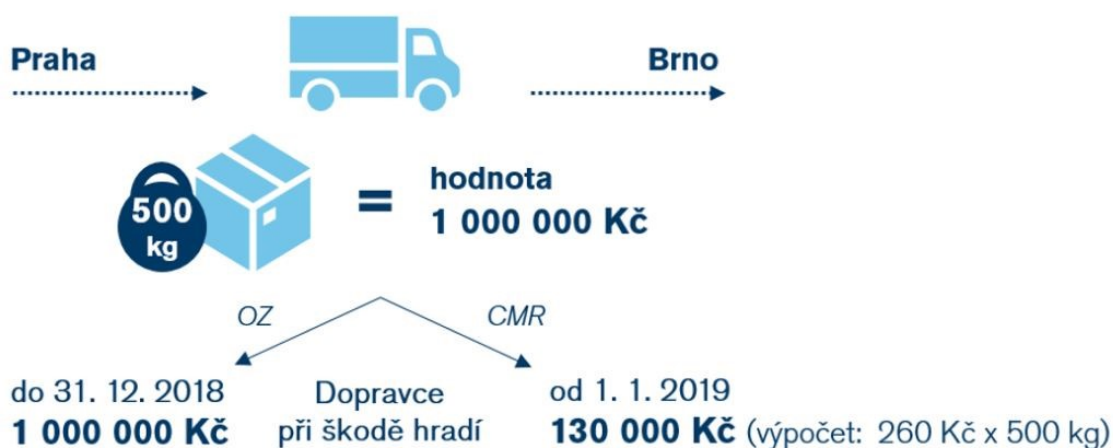 Praha
Brno
500
kg
=
hodnota
1 000 000 Kč
OZ
CMR
do 31. 12. 2018
1 000 000 Kč
Dopravce
při škodě hradí
od 1. 1. 2019
130 000 Kč (výpočet: 260 Kč x 500 kg)